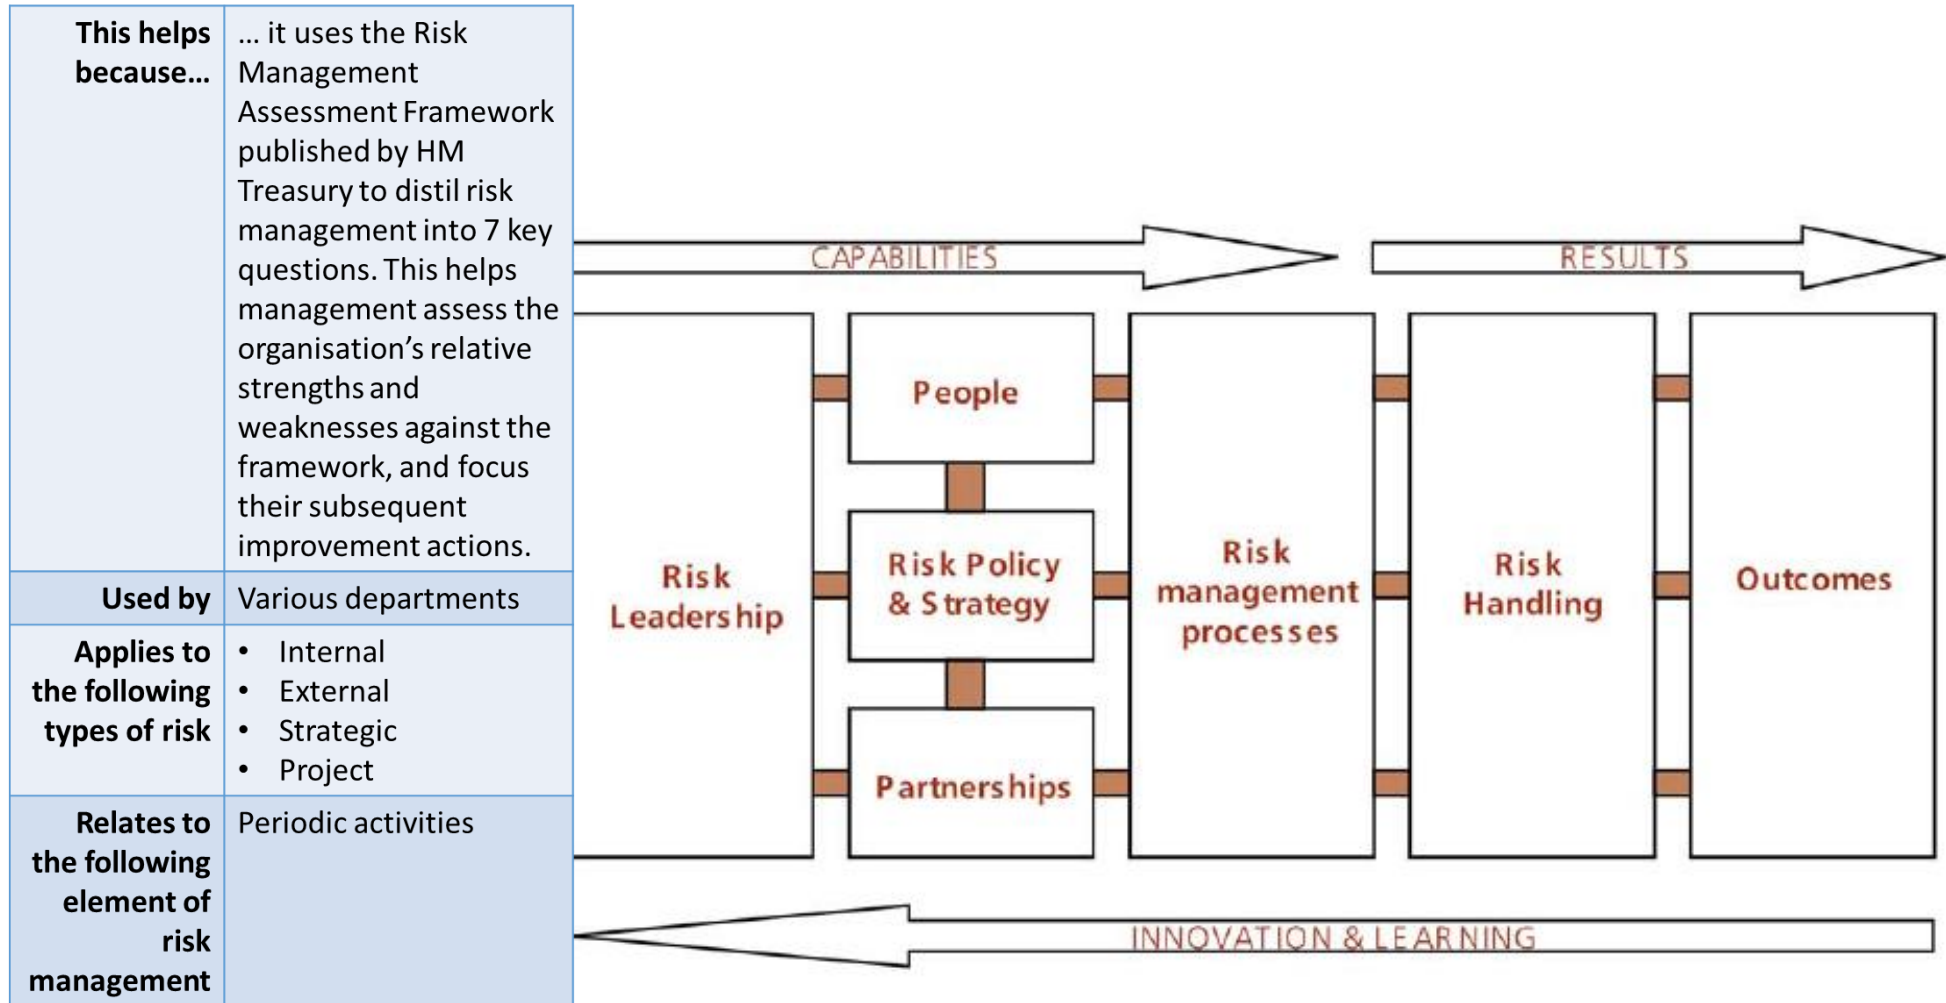 This helps
because…
… it uses the Risk
Management
Assessment Framework
published by HM
Treasury to distil risk
management into 7 key
questions. This helps
management assess the
organisation’s relative
strengths and
weaknesses against the
framework, and focus
their subsequent
improvement actions.
Used by
Various departments
Applies to
the following
types of risk
• Internal
• External
• Strategic
• Project
Relates to
the following
element of
risk
management
Periodic activities
CAPABILITIES
RESULTS
Risk
Leadership
People
Risk Policy
& Strategy
Partnerships
Risk
management
processes
Risk
Handling
Outcomes
INNOVATION & LEARNING